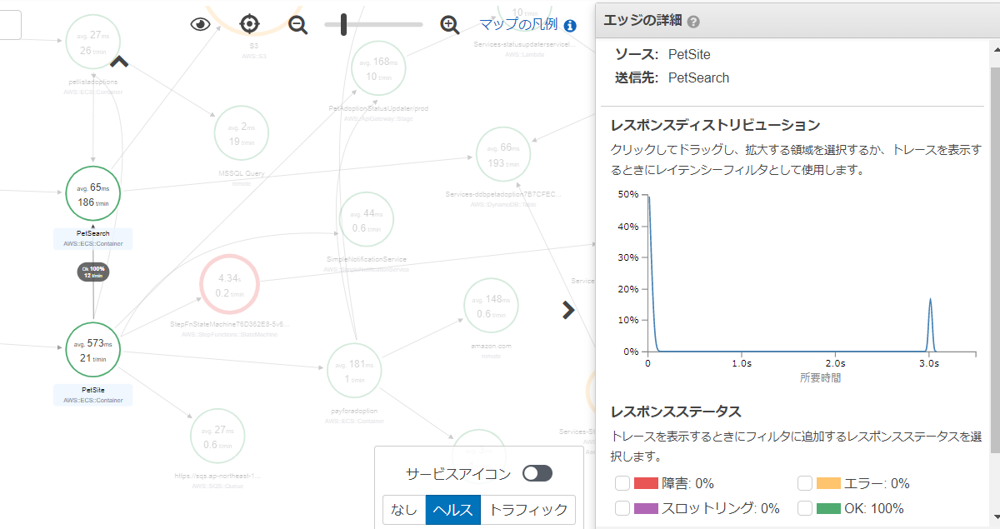 マップの凡例
avg. 27ms
26 t/min
petlistadoptions
AWS::ECS::Container
S3
AWS::S3
10 t/min
Services-statusupdaterservicel...
AWS::Lambda
avg. 168ms
10 t/min
PetAdoptionStatusUpdater/prod
AWS::ApiGateway::Stage
avg. 2ms
19 t/min
MSSQL Query
remote
avg. 66ms
193 t/min
Services-ddbpetadoption7B7CFEC...
AWS::DynamoDB::Table
avg. 65ms
186 t/min
PetSearch
AWS::ECS::Container
avg. 44ms
0.6 t/min
SimpleNotificationService
AWS::SimpleNotificationService
Ok 100%
12 t/min
4.34s
0.2 t/min
StepFnStateMachine76D362E8-5v6...
AWS::StepFunctions::StateMachine
Service
avg. 148ms
0.6 t/min
amazon.com
remote
avg. 573ms
21 t/min
PetSite
AWS::ECS::Container
avg. 181ms
1 t/min
payforadoption
AWS::ECS::Container
avg. 27ms
0.6 t/min
https://sqs.ap-northeast-1...
AWS::SQS::Queue
Services-St
サービスアイコン
なし
ヘルス
トラフィック
エッジの詳細
ソース: PetSite
送信先: PetSearch
レスポンスディストリビューション
クリックしてドラッグし、拡大する領域を選択するか、トレースを表示す
るときにレイテンシーフィルタとして使用します。
50%
40%
30%
20%
10%
0%
0 1.0s 2.0s 3.0s
所要時間
レスポンスステータス
トレースを表示するときにフィルタに追加するレスポンスステータスを選
択します。
障害: 0% エラー: 0%
スロットリング: 0% OK: 100%